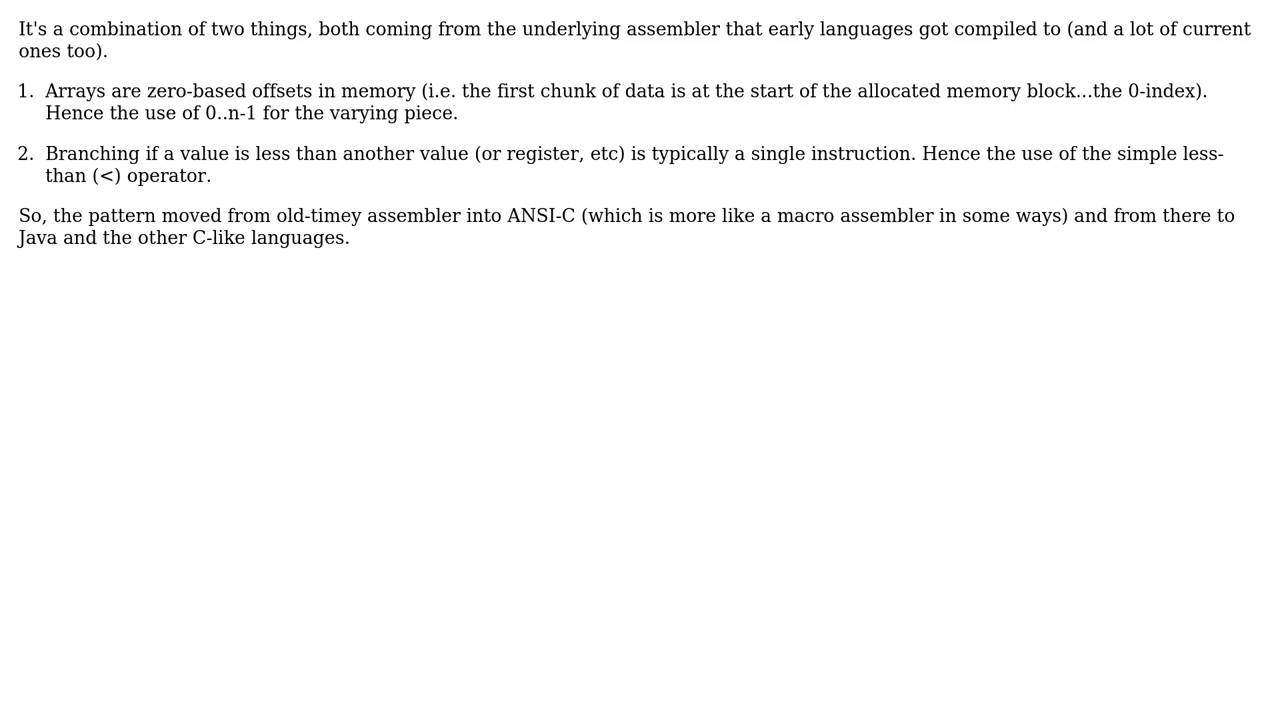 It's a combination of two things, both coming from the underlying assembler that early languages got compiled to (and a lot of current
ones too).
1. Arrays are zero-based offsets in memory (i.e. the first chunk of data is at the start of the allocated memory block...the 0-index).
Hence the use of 0..n-1 for the varying piece.
2. Branching if a value is less than another value (or register, etc) is typically a single instruction. Hence the use of the simple less-
than (<) operator.
So, the pattern moved from old-timey assembler into ANSI-C (which is more like a macro assembler in some ways) and from there to
Java and the other C-like languages.